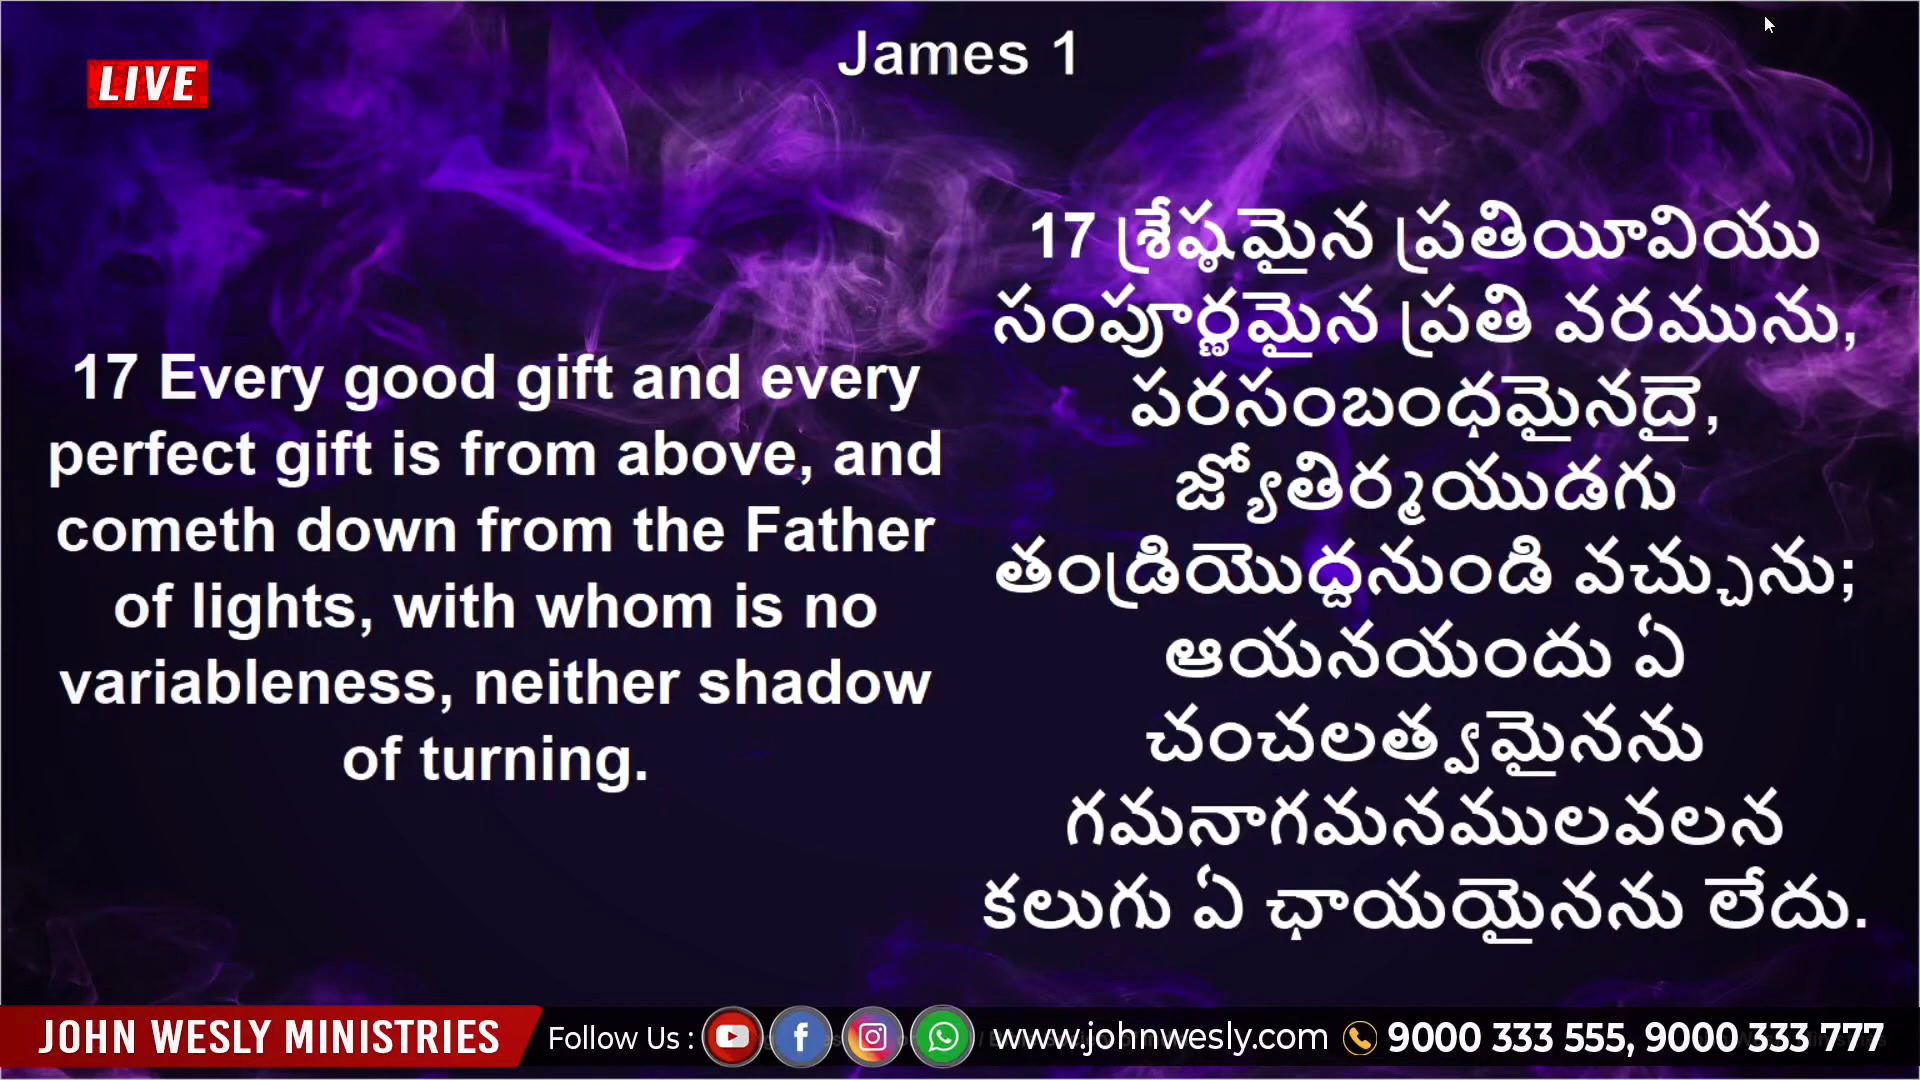 James 1
LIVE
17 Every good gift and every
perfect gift is from above, and
cometh down from the Father
of lights, with whom is no
variableness, neither shadow
of turning.
17 శ్రేష్ఠమైన ప్రతియీవియు
సంపూర్ణమైన ప్రతి వరమును,
పరసంబంధమైనదై,
జ్యోతిర్మయుడగు
తండ్రియొద్దనుండి వచ్చును;
ఆయనయందు ఏ
చంచలత్వమైనను
గమనాగమనములవలన
కలుగు ఏ ఛాయయైనను లేదు.
JOHN WESLY MINISTRIES Follow Us : www.johnwesly.com 9000 333 555, 9000 333 777